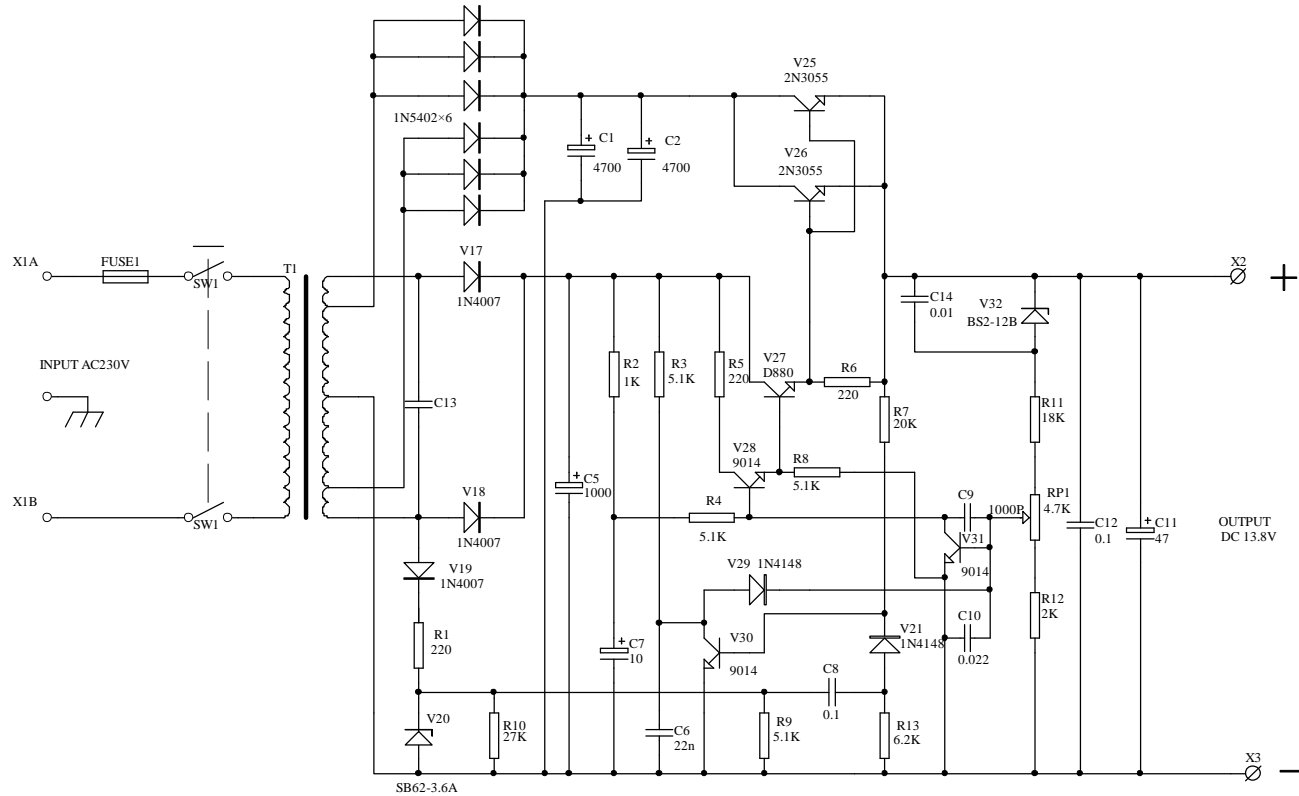 V25
2N3055
1N5402×6
+
C1
4700
+
C2
4700
V26
2N3055
X1A
FUSE1
SW1
T1
V17
1N4007
X2
+
C14
0.01
V32
BS2-12B
INPUT AC230V
R2
1K
R3
5.1K
R5
220
V27
D880
R6
220
C13
R7
20K
R11
18K
V28
9014
R8
5.1K
+
C5
1000
X1B
SW1
V18
1N4007
R4
5.1K
C9
1000P
RP1
4.7K
V31
9014
C12
0.1
+
C11
47
OUTPUT
DC 13.8V
V19
1N4007
V29 1N4148
R12
2K
R1
220
+
C7
10
V30
9014
V21
1N4148
C10
0.022
C8
0.1
V20
R10
27K
C6
22n
R9
5.1K
R13
6.2K
X3
−
SB62-3.6A